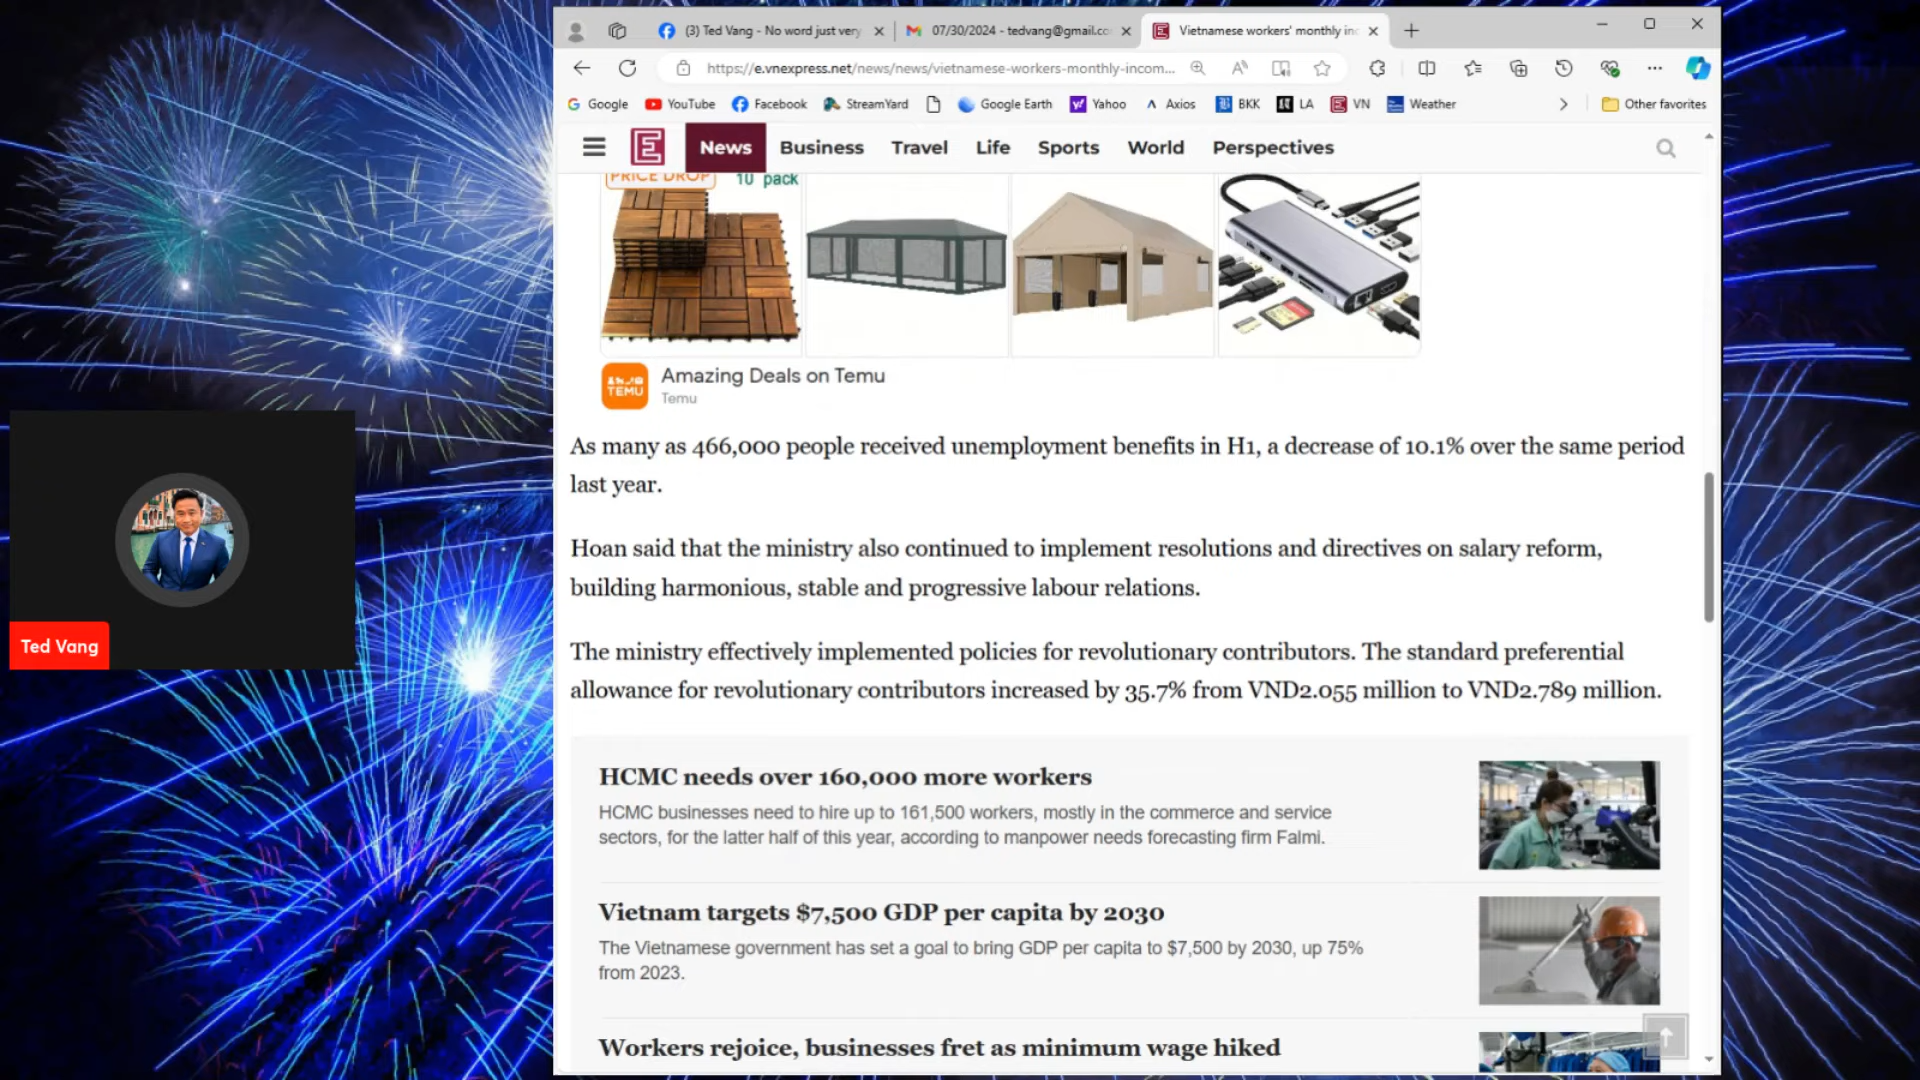 (3) Ted Vang - No word just very
07/30/2024 - tedvang@gmail.co
Vietnamese workers' monthly in
https://e.vnexpress.net/news/news/vietnamese-workers-monthly-incom...
Google YouTube Facebook StreamYard Google Earth Yahoo Axios BKK LA VN Weather Other favorites
News Business Travel Life Sports World Perspectives
PRICE DROP 10 pack
TEMU
Amazing Deals on Temu
Temu
As many as 466,000 people received unemployment benefits in H1, a decrease of 10.1% over the same period
last year.
Hoan said that the ministry also continued to implement resolutions and directives on salary reform,
building harmonious, stable and progressive labour relations.
The ministry effectively implemented policies for revolutionary contributors. The standard preferential
allowance for revolutionary contributors increased by 35.7% from VND2.055 million to VND2.789 million.
Ted Vang
HCMC needs over 160,000 more workers
HCMC businesses need to hire up to 161,500 workers, mostly in the commerce and service
sectors, for the latter half of this year, according to manpower needs forecasting firm Falmi.
Vietnam targets $7,500 GDP per capita by 2030
The Vietnamese government has set a goal to bring GDP per capita to $7,500 by 2030, up 75%
from 2023.
Workers rejoice, businesses fret as minimum wage hiked